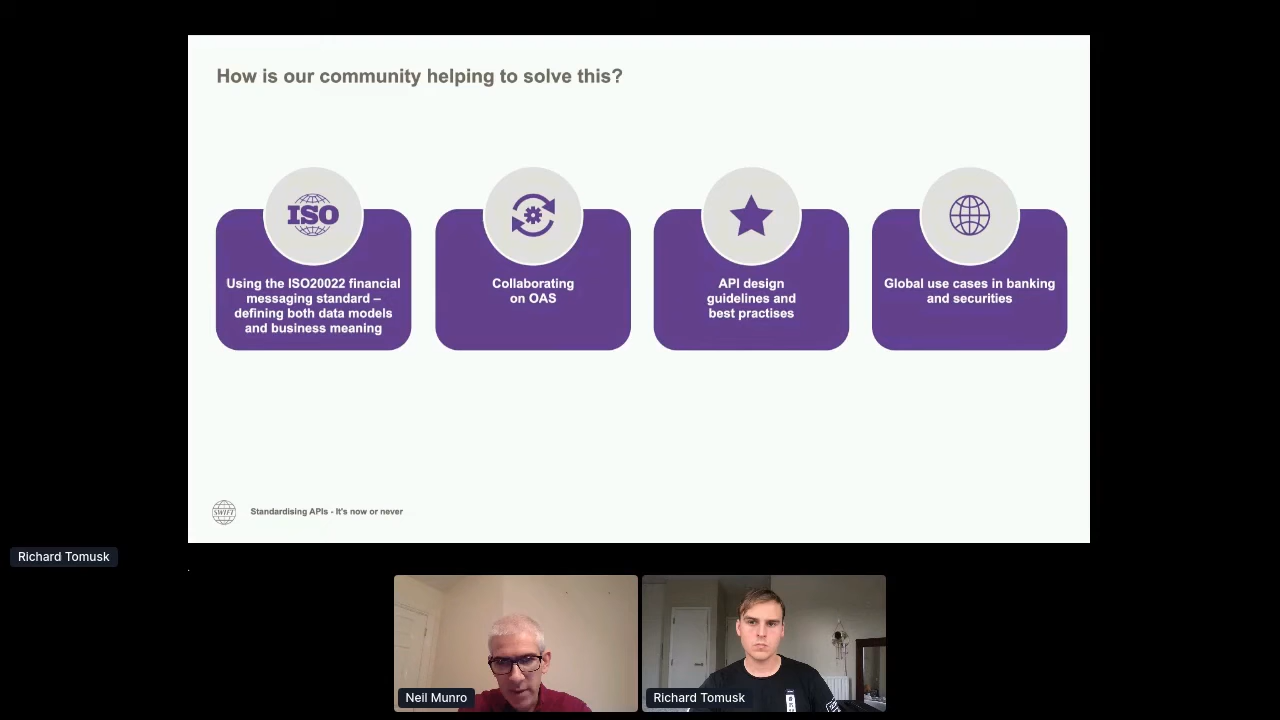 How is our community helping to solve this?
ISO
Using the ISO20022 financial
messaging standard –
defining both data models
and business meaning
Collaborating
on OAS
API design
guidelines and
best practises
Global use cases in banking
and securities
SWIFT
Standardising APIs - It's now or never
Richard Tomusk
Neil Munro
Richard Tomusk